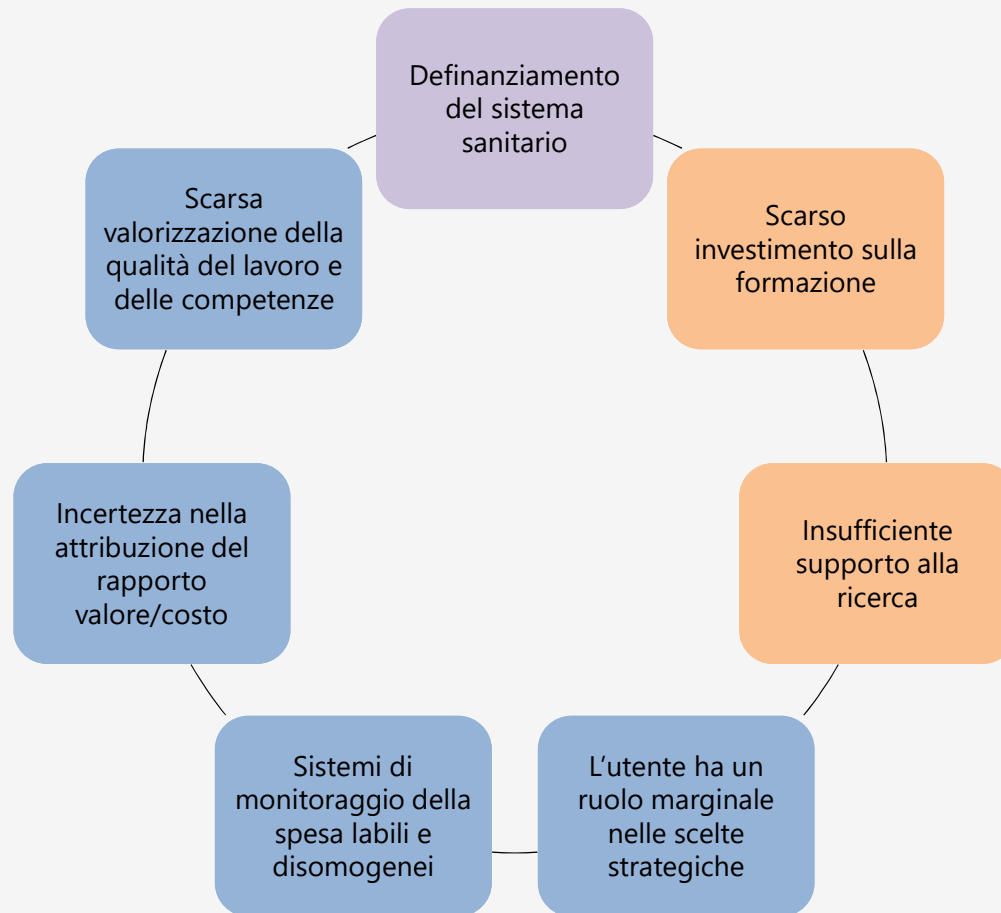 Definanziamento
del sistema
sanitario
Scarso
investimento sulla
formazione
Insufficiente
supporto alla
ricerca
L'utente ha un
ruolo marginale
nelle scelte
strategiche
Sistemi di
monitoraggio della
spesa labili e
disomogenei
Incertezza nella
attribuzione del
rapporto
valore/costo
Scarsa
valorizzazione della
qualità del lavoro e
delle competenze